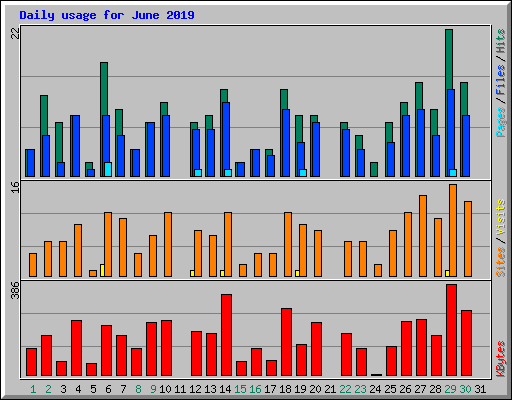 Daily usage for June 2019
22
Pages / Files / Hits
16
Sites / Visits
386
KBytes
1 2 3 4 5 6 7 8 9 10 11 12 13 14 15 16 17 18 19 20 21 22 23 24 25 26 27 28 29 30 31